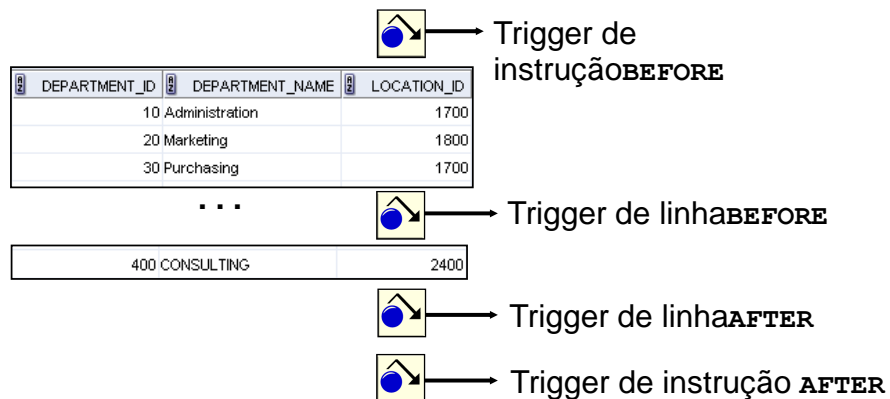 Trigger de
instruçãoBEFORE
DEPARTMENT_ID DEPARTMENT_NAME LOCATION_ID
10 Administration 1700
20 Marketing 1800
30 Purchasing 1700
...
Trigger de linhaBEFORE
400 CONSULTING 2400
Trigger de linhaAFTER
Trigger de instrução AFTER